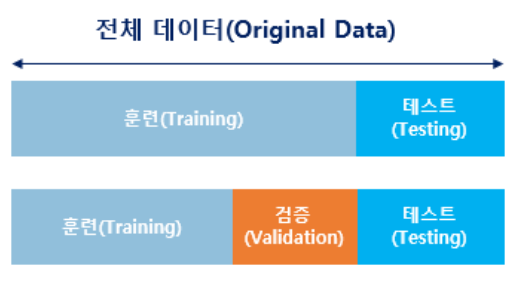 전체 데이터(Original Data)
훈련(Training)
테스트
(Testing)
훈련(Training)
검증
(Validation)
테스트
(Testing)